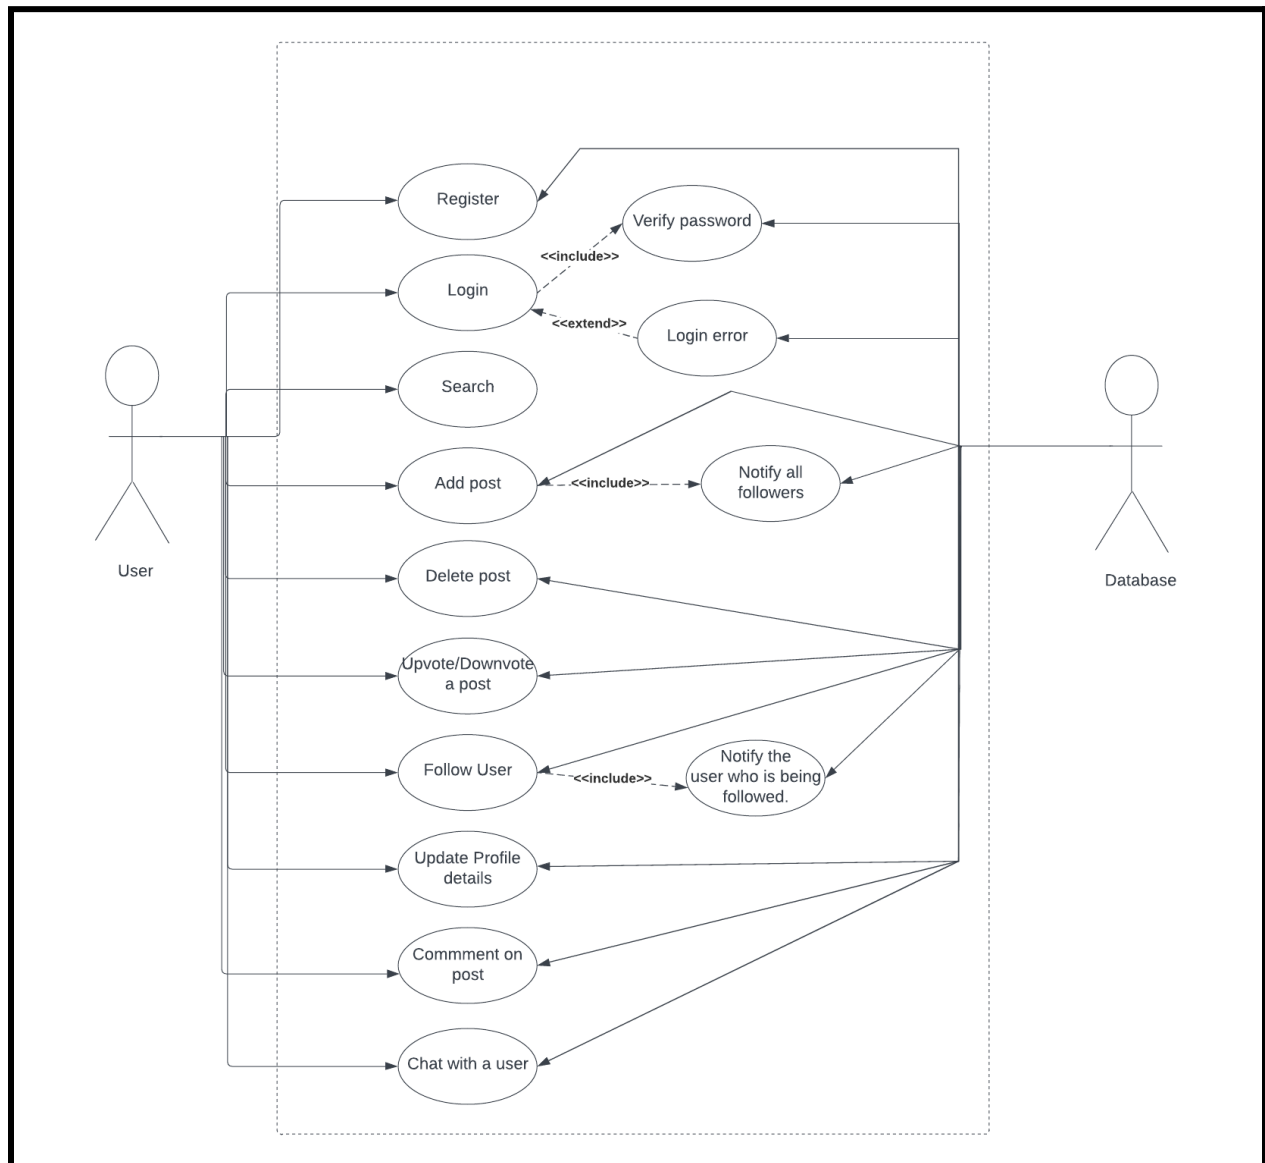 Register
Verify password
<<include>>
Login
<<extend>>
Login error
Search
Add post
<<include>>
Notify all
followers
User
Database
Delete post
Upvote/Downvote
a post
Follow User
<<include>>
Notify the
user who is being
followed.
Update Profile
details
Commment on
post
Chat with a user